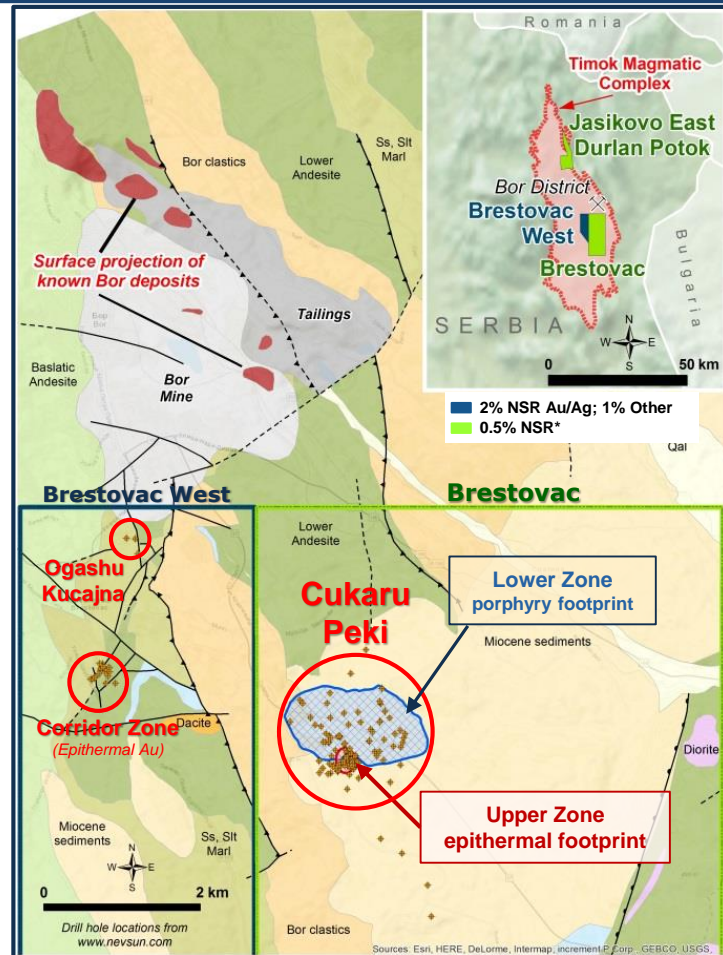 Romania
Timok Magmatic
Complex
Jasikovo East
Durlan Potok
Bor District
Brestovac
West
Brestovac
Bulgaria
SERBIA
N
W E
S
0 50 km
2% NSR Au/Ag; 1% Other
0.5% NSR*
Bor clastics
Lower
Andesite
Ss, Slt
Marl
Surface projection of
known Bor deposits
Tailings
Bor
Mine
Baslatic
Andesite
Qal
Brestovac West
Brestovac
Ogashu
Kucajna
Corridor Zone
(Epithermal Au)
Dacite
Miocene
sediments
Ss, Slt
Marl
N
W E
S
0 2 km
Drill hole locations from
www.nevsun.com
Lower
Andesite
Cukaru
Peki
Lower Zone
porphyry footprint
Miocene sediments
Diorite
Upper Zone
epithermal footprint
Bor clastics
Sources: Esri, HERE, DeLorme, Intermap, increment P Corp., GEBCO, USGS,